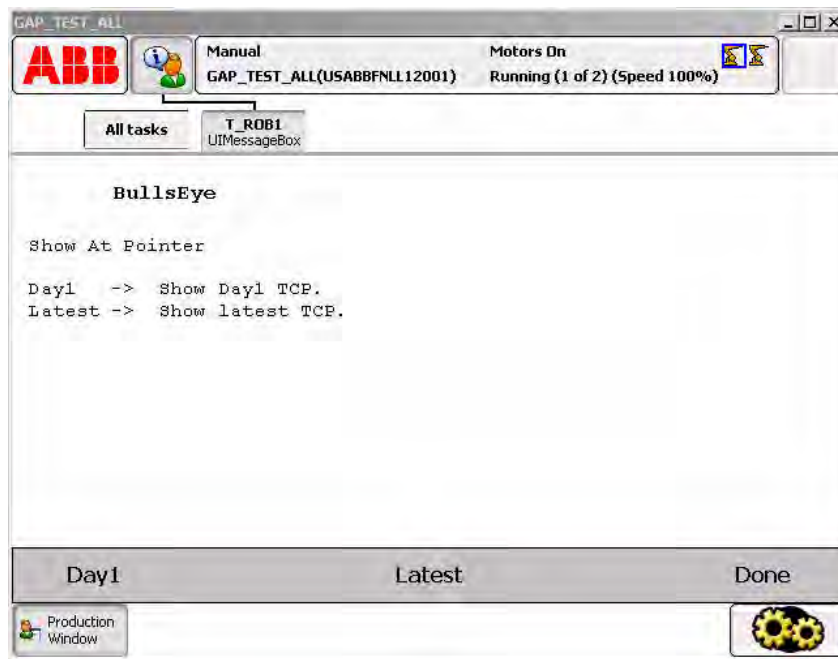 GAP_TEST_ALL
ABB
Manual
GAP_TEST_ALL(USABBFNLL12001)
Motors On
Running (1 of 2) (Speed 100%)
All tasks
T_ROB1
UIMessageBox
BullsEye
Show At Pointer
Day1 -> Show Day1 TCP.
Latest -> Show latest TCP.
Day1 Latest Done
Production
Window